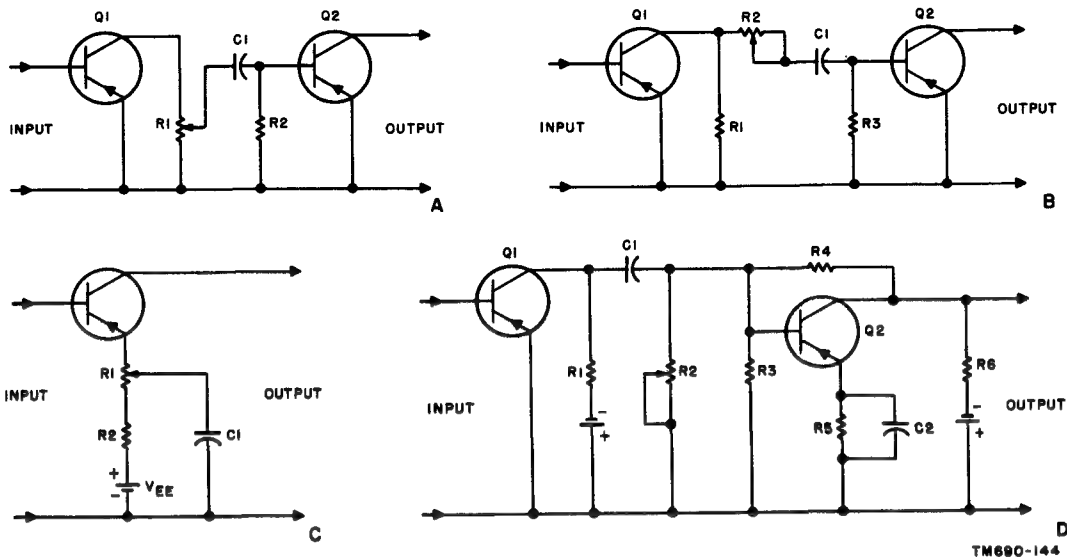 Q1
Q2
C1
R1
R2
INPUT
OUTPUT
A
Q1
R2
C1
Q2
R1
R3
INPUT
OUTPUT
B
R1
INPUT
OUTPUT
R2
C1
+
-
VEE
C
Q1
C1
R4
Q2
R1
R2
R3
R6
INPUT
-
+
R5
C2
-
+
OUTPUT
D
TM690-144